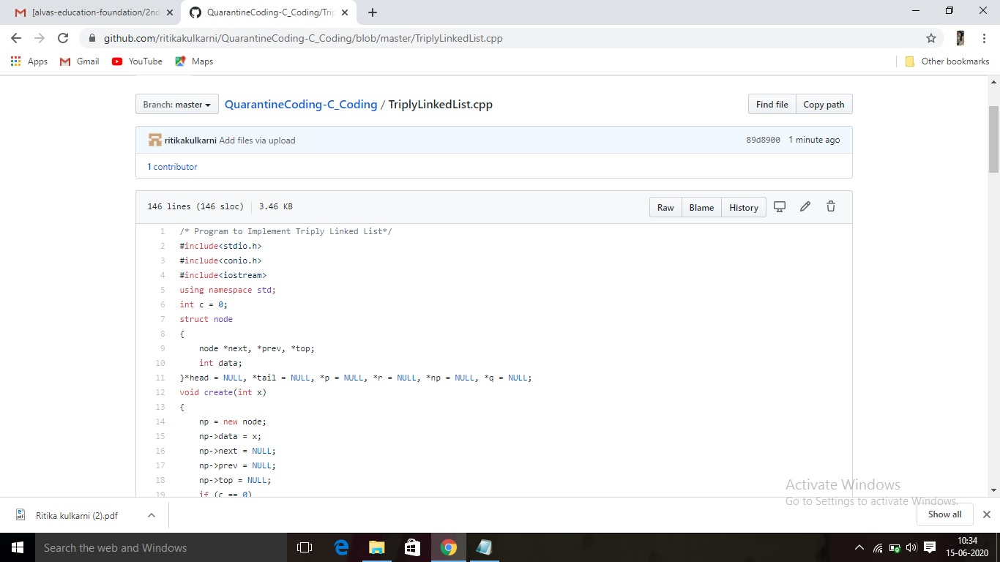 [alvas-education-foundation/2nd
QuarantineCoding-C_Coding/Trip
github.com/ritikakulkarni/QuarantineCoding-C_Coding/blob/master/TriplyLinkedList.cpp
Apps Gmail YouTube Maps Other bookmarks
Branch: master QuarantineCoding-C_Coding / TriplyLinkedList.cpp Find file Copy path
ritikakulkarni Add files via upload 89d8900 1 minute ago
1 contributor
146 lines (146 sloc) 3.46 KB Raw Blame History
1 /* Program to Implement Triply Linked List*/
2 #include<stdio.h>
3 #include<conio.h>
4 #include<iostream>
5 using namespace std;
6 int c = 0;
7 struct node
8 {
9 node *next, *prev, *top;
10 int data;
11 }*head = NULL, *tail = NULL, *p = NULL, *r = NULL, *np = NULL, *q = NULL;
12 void create(int x)
13 {
14 np = new node;
15 np->data = x;
16 np->next = NULL;
17 np->prev = NULL;
18 np->top = NULL;
19 if (c == 0)
Activate Windows
Go to Settings to activate Windows.
Ritika kulkarni (2).pdf Show all
Search the web and Windows
10:34
15-06-2020